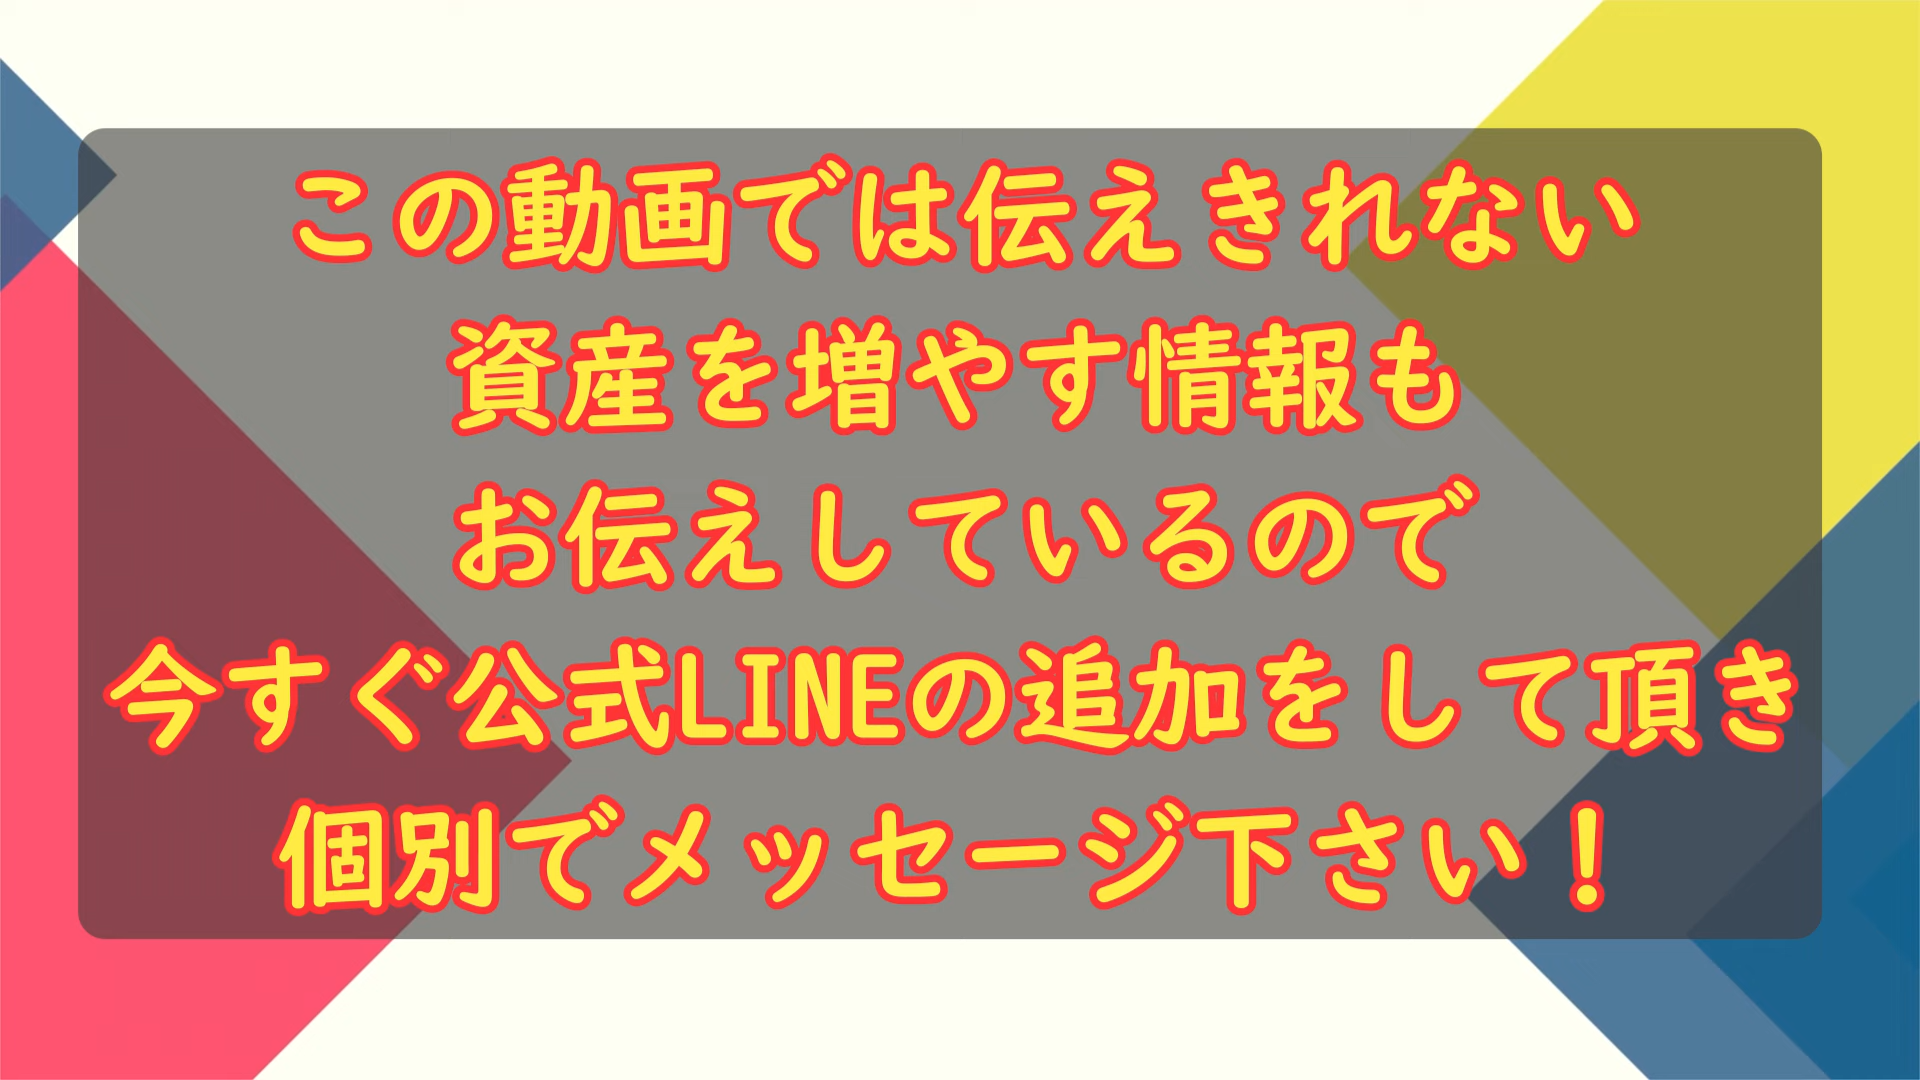 この動画では伝えきれない
資産を増やす情報も
お伝えしているので
今すぐ公式LINEの追加をして頂き
個別でメッセージ下さい！